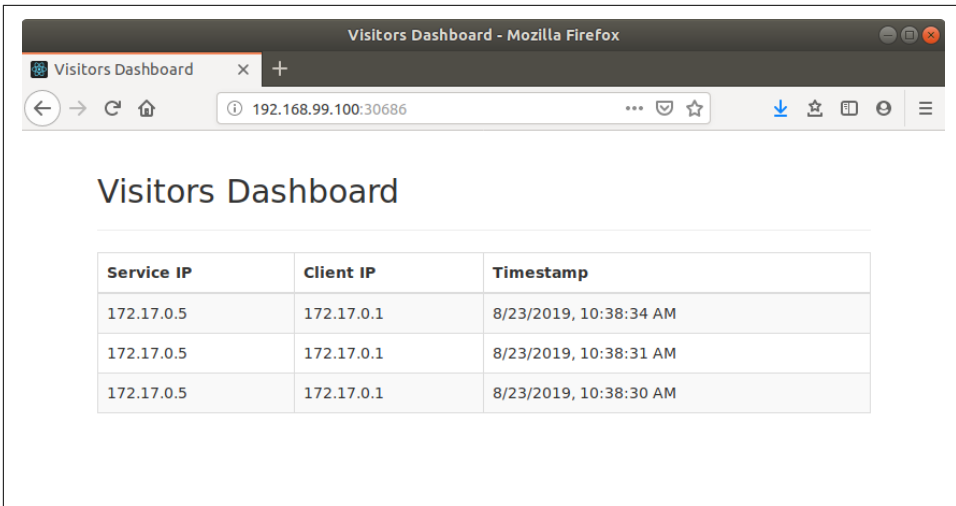 Visitors Dashboard - Mozilla Firefox
Visitors Dashboard
192.168.99.100:30686
Visitors Dashboard
Service IP Client IP Timestamp
172.17.0.5 172.17.0.1 8/23/2019, 10:38:34 AM
172.17.0.5 172.17.0.1 8/23/2019, 10:38:31 AM
172.17.0.5 172.17.0.1 8/23/2019, 10:38:30 AM